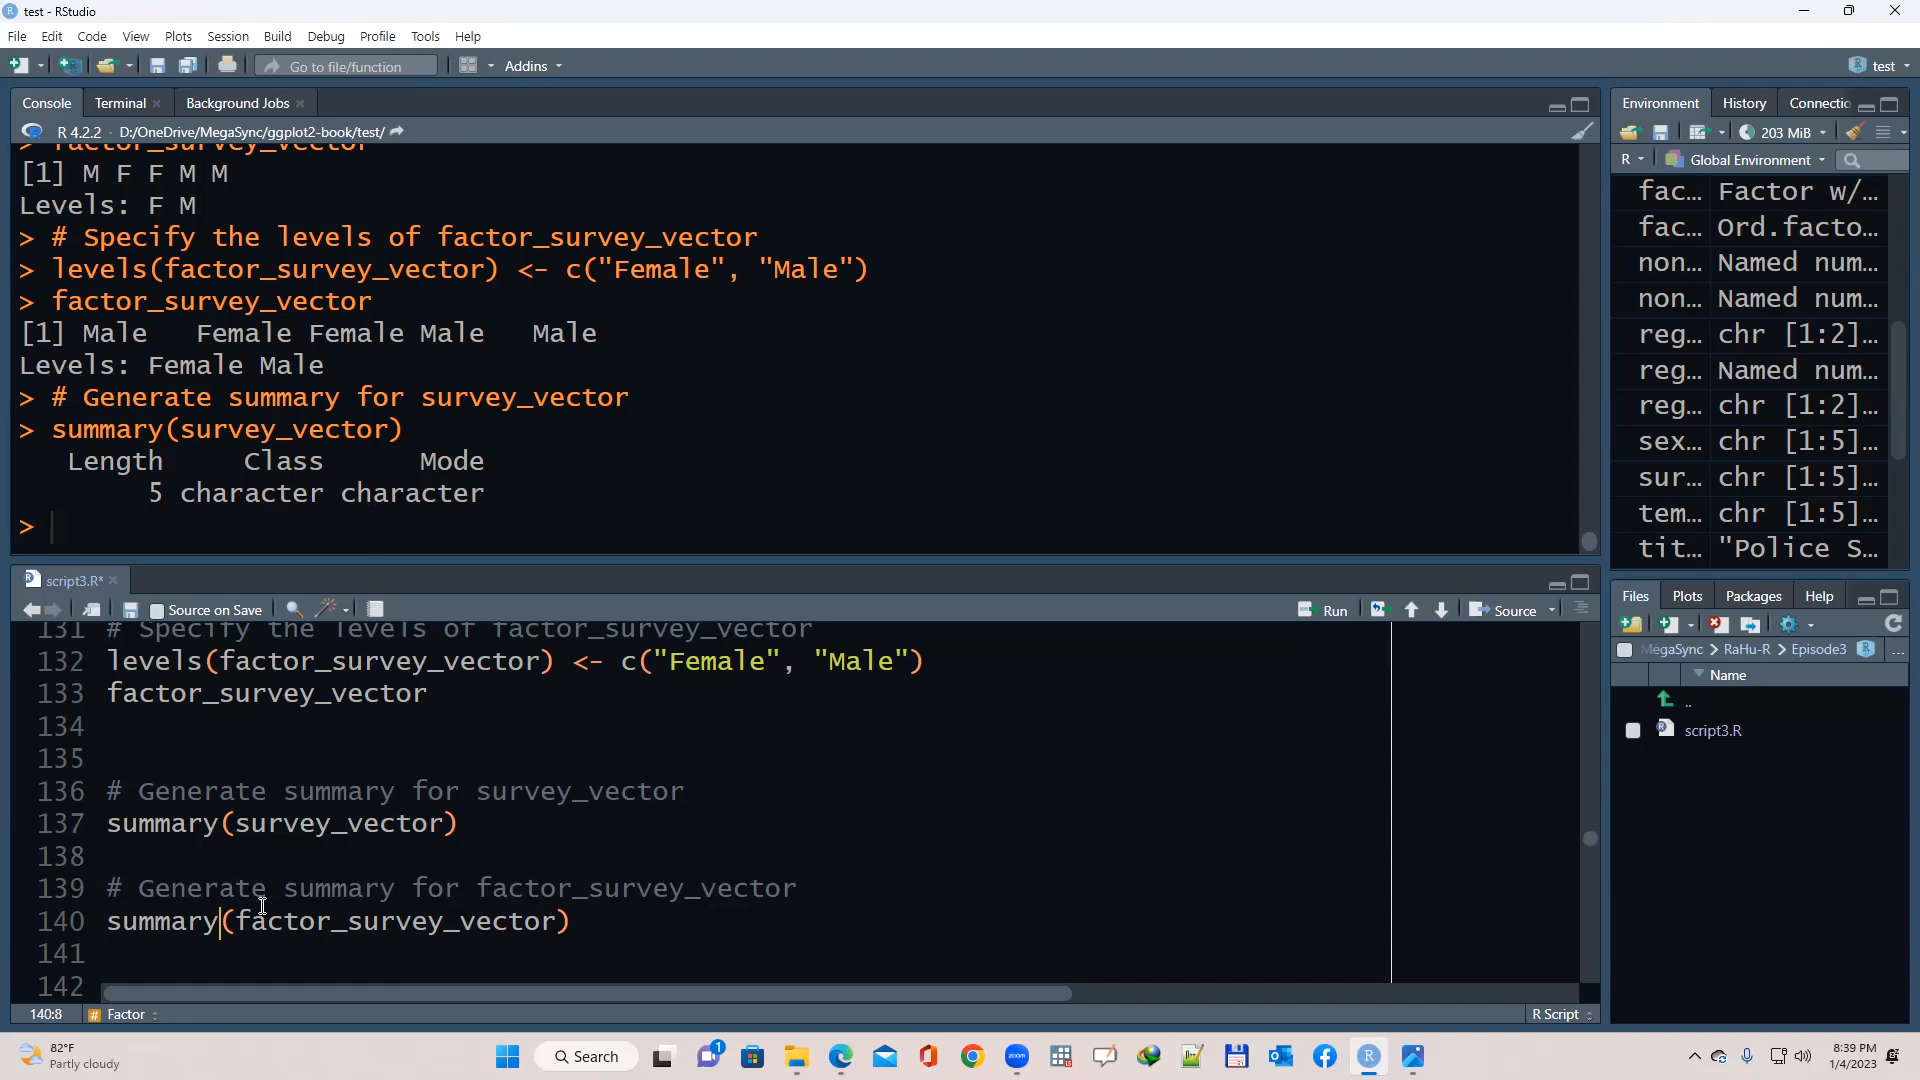 test - RStudio
File Edit Code View Plots Session Build Debug Profile Tools Help
Go to file/function Addins test
Console Terminal Background Jobs
R 4.2.2 · D:/OneDrive/MegaSync/ggplot2-book/test/
> factor_survey_vector
[1] M F F M M
Levels: F M
> # Specify the levels of factor_survey_vector
> levels(factor_survey_vector) <- c("Female", "Male")
> factor_survey_vector
[1] Male   Female Female Male   Male
Levels: Female Male
> # Generate summary for survey_vector
> summary(survey_vector)
   Length     Class      Mode
        5 character character
>
script3.R*
Source on Save Run Source
131 # Specify the levels of factor_survey_vector
132 levels(factor_survey_vector) <- c("Female", "Male")
133 factor_survey_vector
134
135
136 # Generate summary for survey_vector
137 summary(survey_vector)
138
139 # Generate summary for factor_survey_vector
140 summary(factor_survey_vector)
141
142
140:8 # Factor R Script
Environment History Connectio
203 MiB
R Global Environment
fac… Factor w/…
fac… Ord.facto…
non… Named num…
non… Named num…
reg… chr [1:2]…
reg… Named num…
reg… chr [1:2]…
sex… chr [1:5]…
sur… chr [1:5]…
tem… chr [1:5]…
tit… "Police S…
Files Plots Packages Help
MegaSync > RaHu-R > Episode3 ...
Name
..
script3.R
82°F
Partly cloudy
Search
1
zoom
8:39 PM
1/4/2023